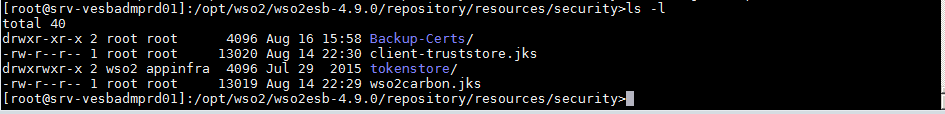 [root@srv-vesbadmprd01]:/opt/wso2/wso2esb-4.9.0/repository/resources/security>ls -l
total 40
drwxr-xr-x 2 root root     4096 Aug 16 15:58 Backup-Certs/
-rw-r--r-- 1 root root    13020 Aug 14 22:30 client-truststore.jks
drwxrwxr-x 2 wso2 appinfra  4096 Jul 29  2015 tokenstore/
-rw-r--r-- 1 root root    13019 Aug 14 22:29 wso2carbon.jks
[root@srv-vesbadmprd01]:/opt/wso2/wso2esb-4.9.0/repository/resources/security>